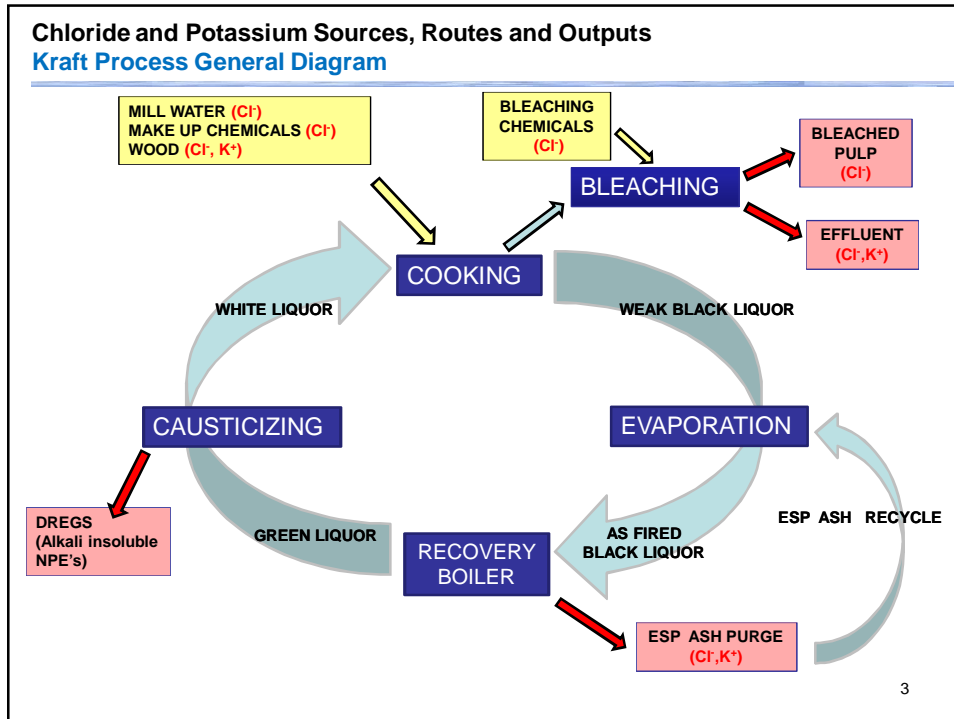 Chloride and Potassium Sources, Routes and Outputs
Kraft Process General Diagram
MILL WATER (Cl⁻)
MAKE UP CHEMICALS (Cl⁻)
WOOD (Cl⁻, K⁺)
BLEACHING
CHEMICALS
(Cl⁻)
BLEACHED
PULP
(Cl⁻)
BLEACHING
EFFLUENT
(Cl⁻,K⁺)
COOKING
WHITE LIQUOR
WEAK BLACK LIQUOR
CAUSTICIZING
EVAPORATION
DREGS
(Alkali insoluble
NPE's)
GREEN LIQUOR
RECOVERY
BOILER
AS FIRED
BLACK LIQUOR
ESP ASH RECYCLE
ESP ASH PURGE
(Cl⁻,K⁺)
3